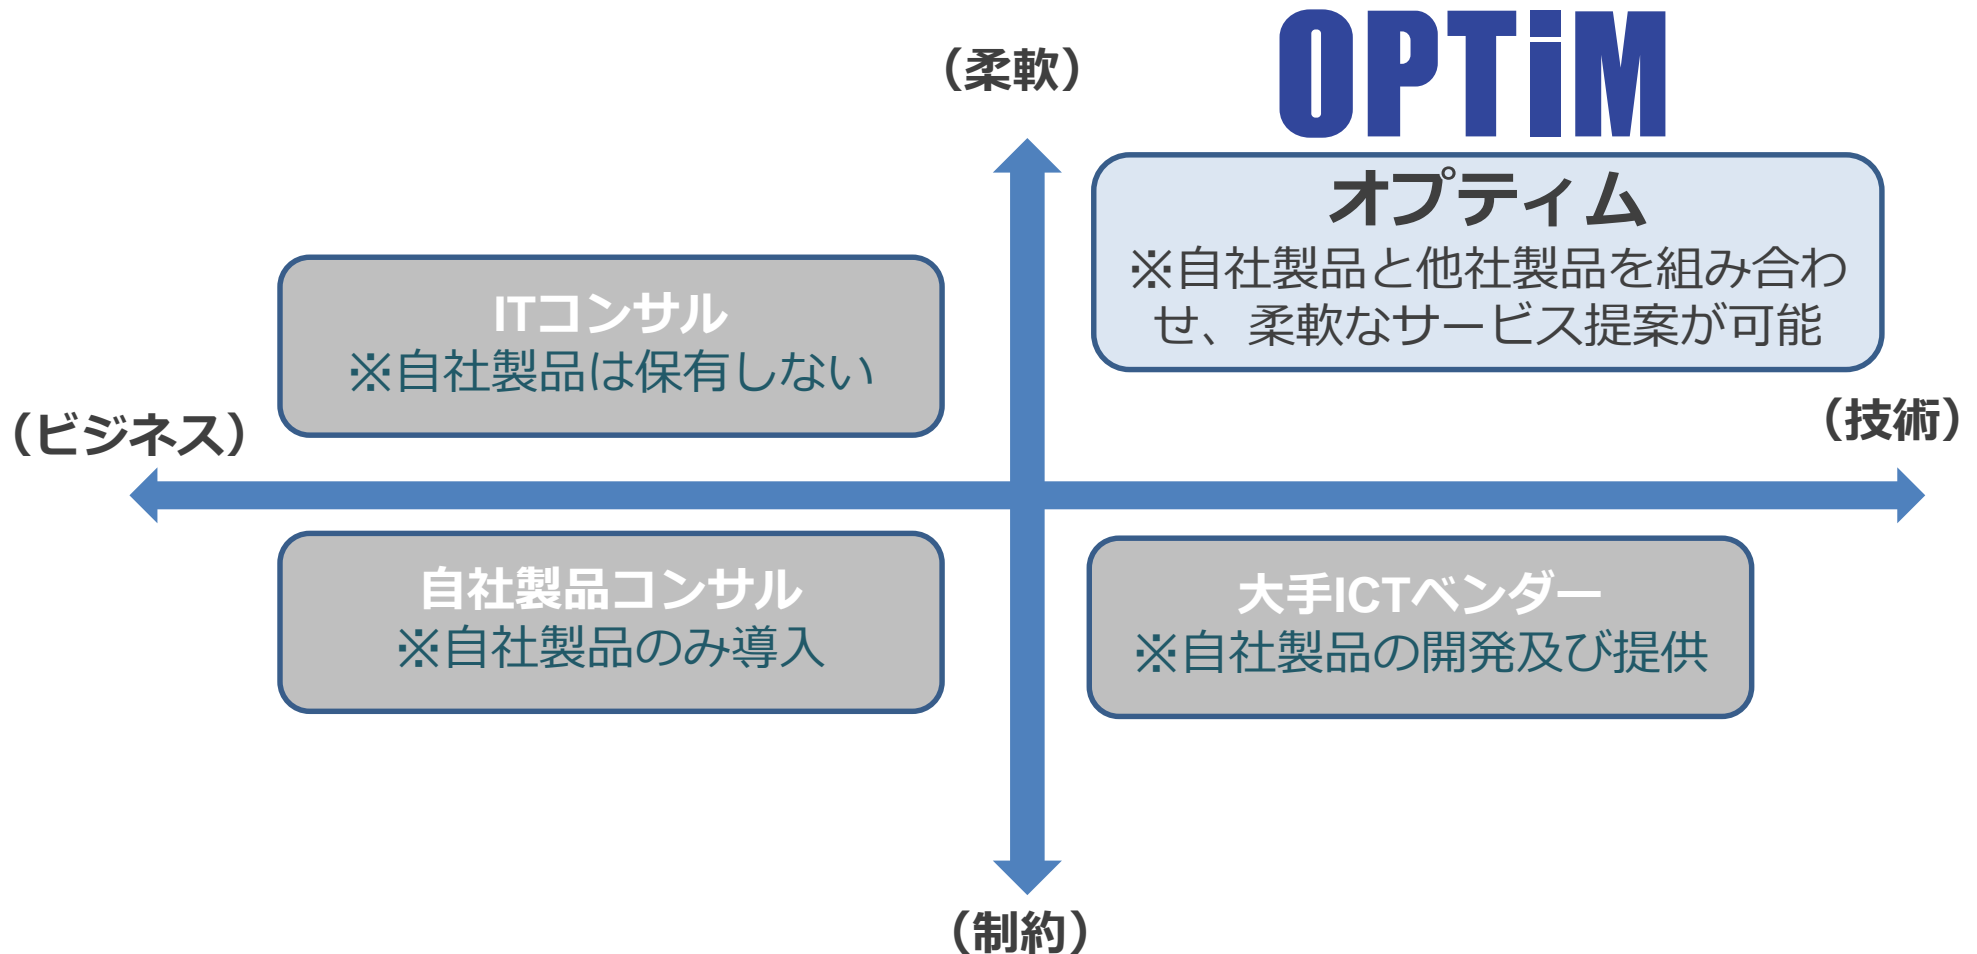 OPTiM
（柔軟）
オプティム
※自社製品と他社製品を組み合わ
せ、柔軟なサービス提案が可能
ITコンサル
※自社製品は保有しない
（ビジネス）
（技術）
自社製品コンサル
※自社製品のみ導入
大手ICTベンダー
※自社製品の開発及び提供
（制約）